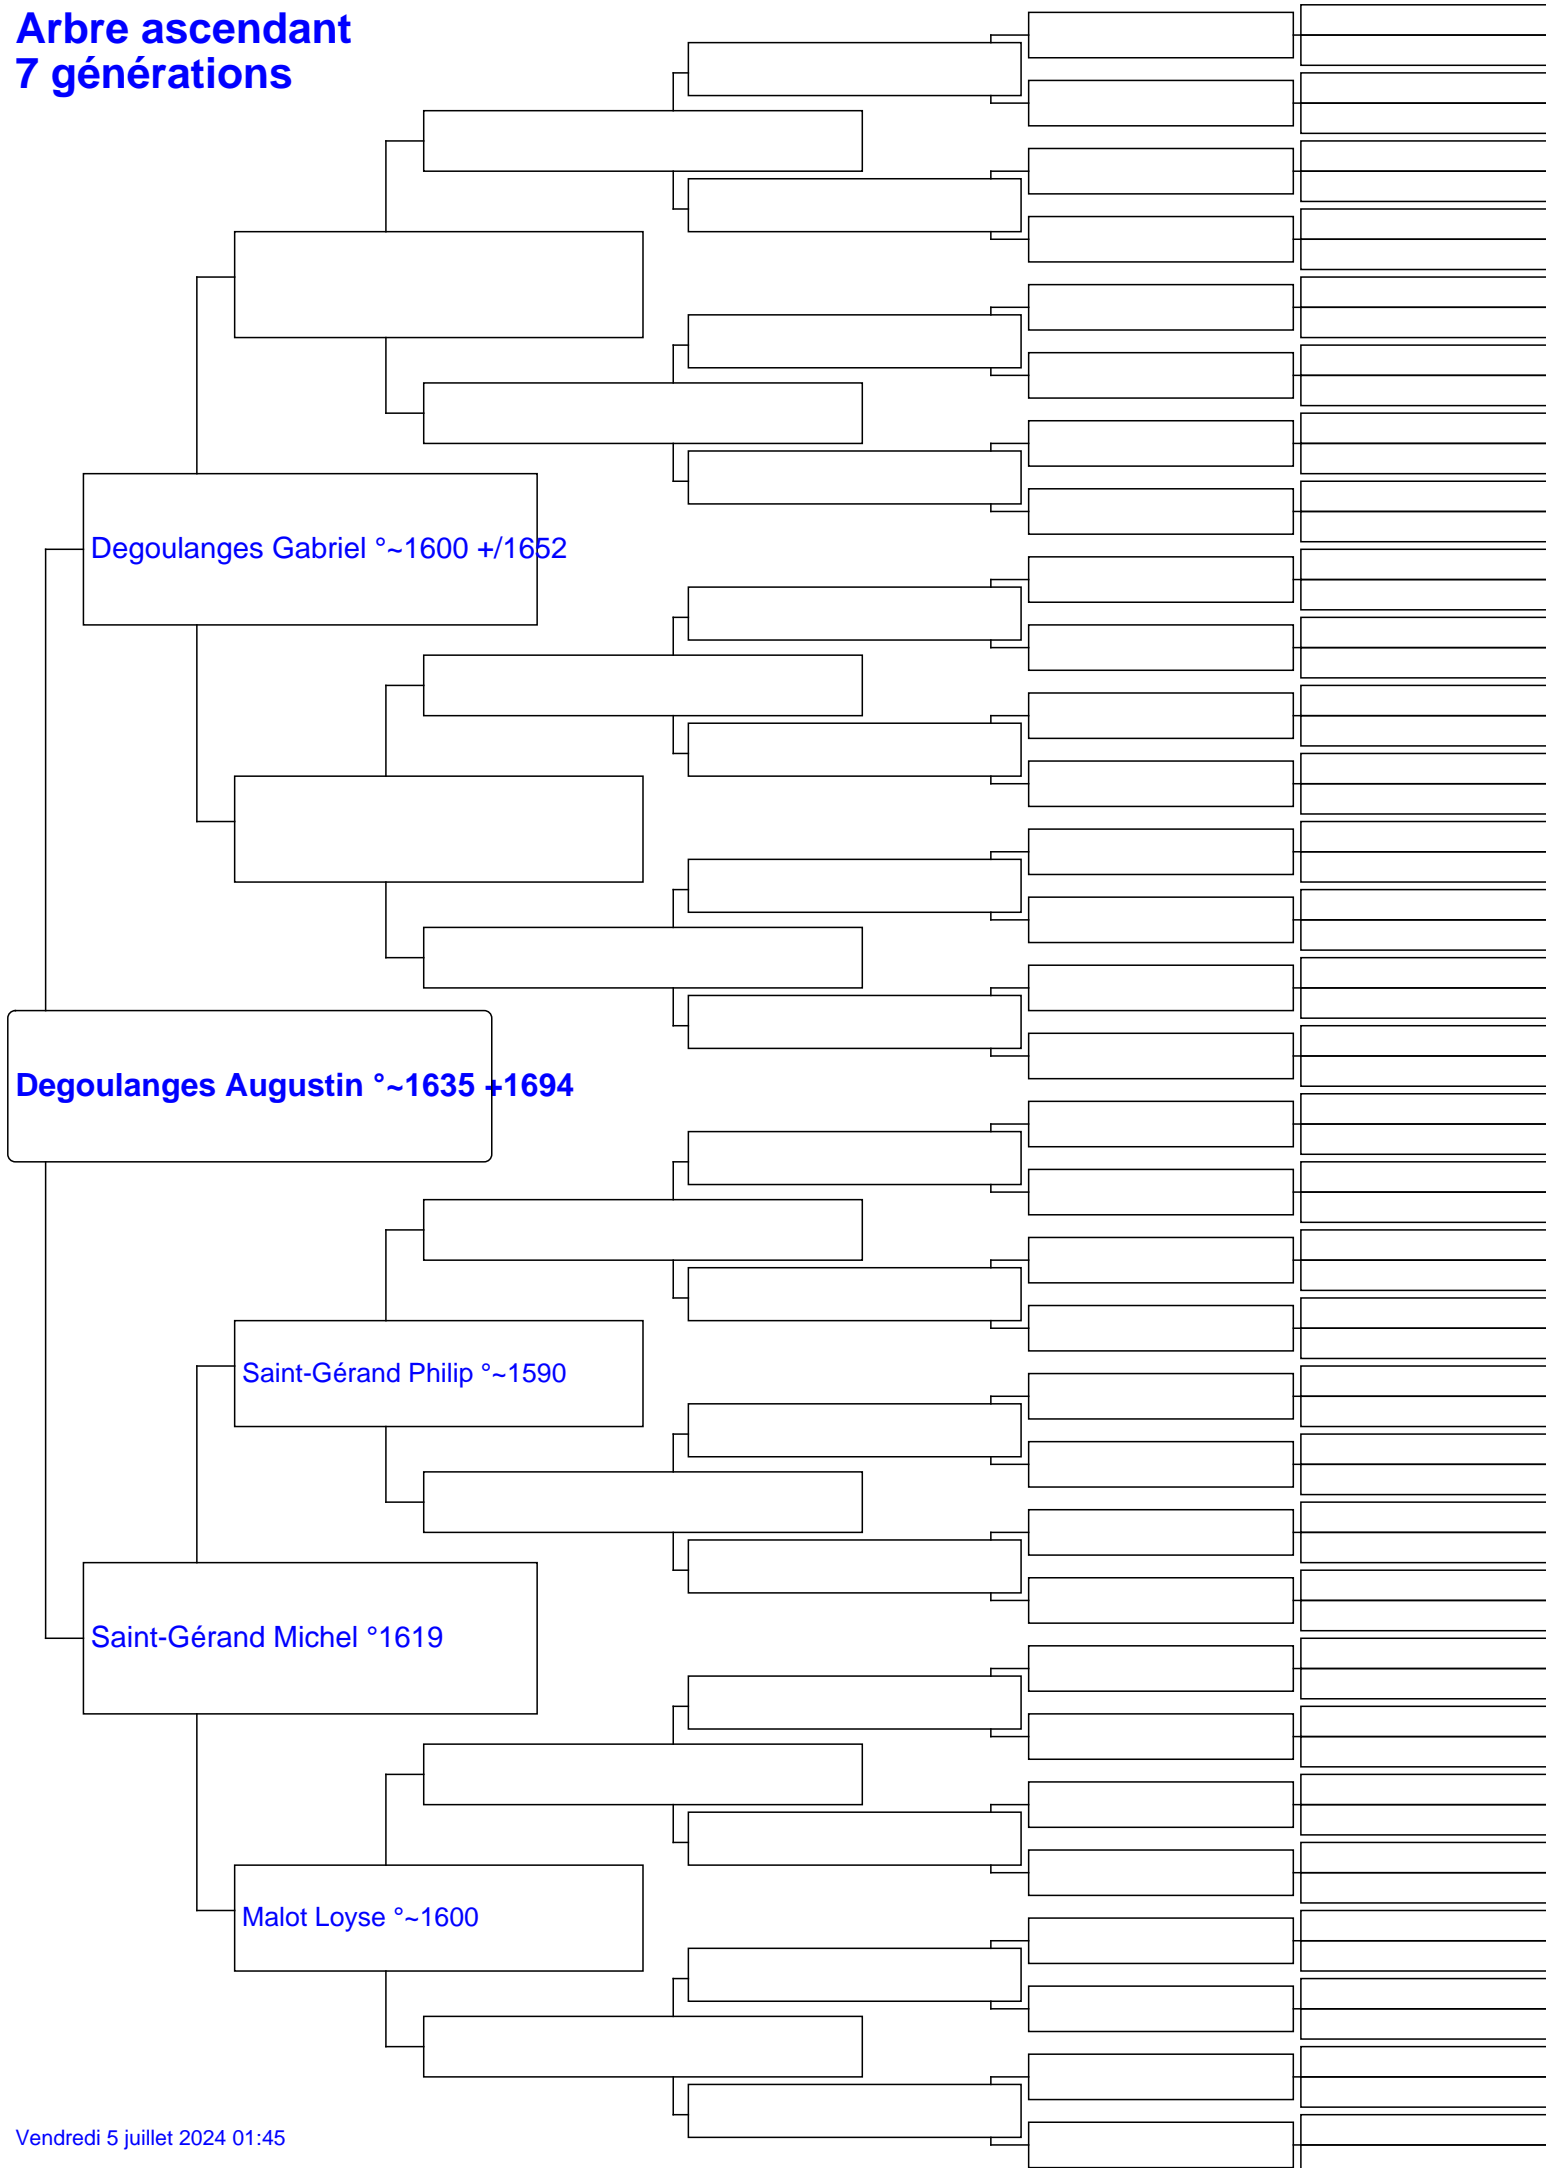 Arbre ascendant
7 générations
Degoulanges Gabriel °~1600 +/1652
Degoulanges Augustin °~1635 +1694
Saint-Gérand Philip °~1590
Saint-Gérand Michel °1619
Malot Loyse °~1600
Vendredi 5 juillet 2024 01:45